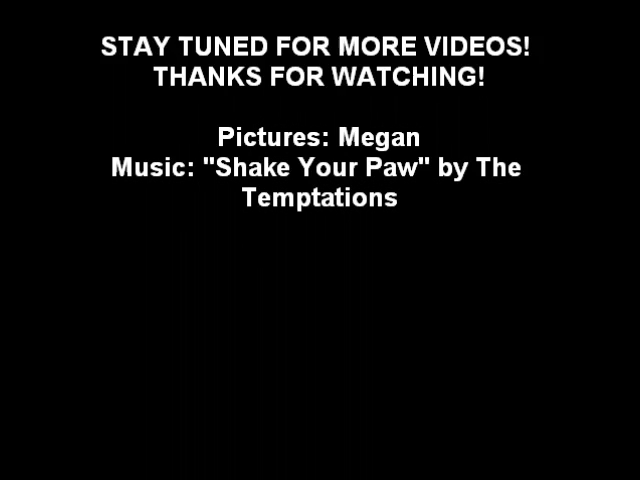 STAY TUNED FOR MORE VIDEOS!
THANKS FOR WATCHING!
Pictures: Megan
Music: "Shake Your Paw" by The
Temptations